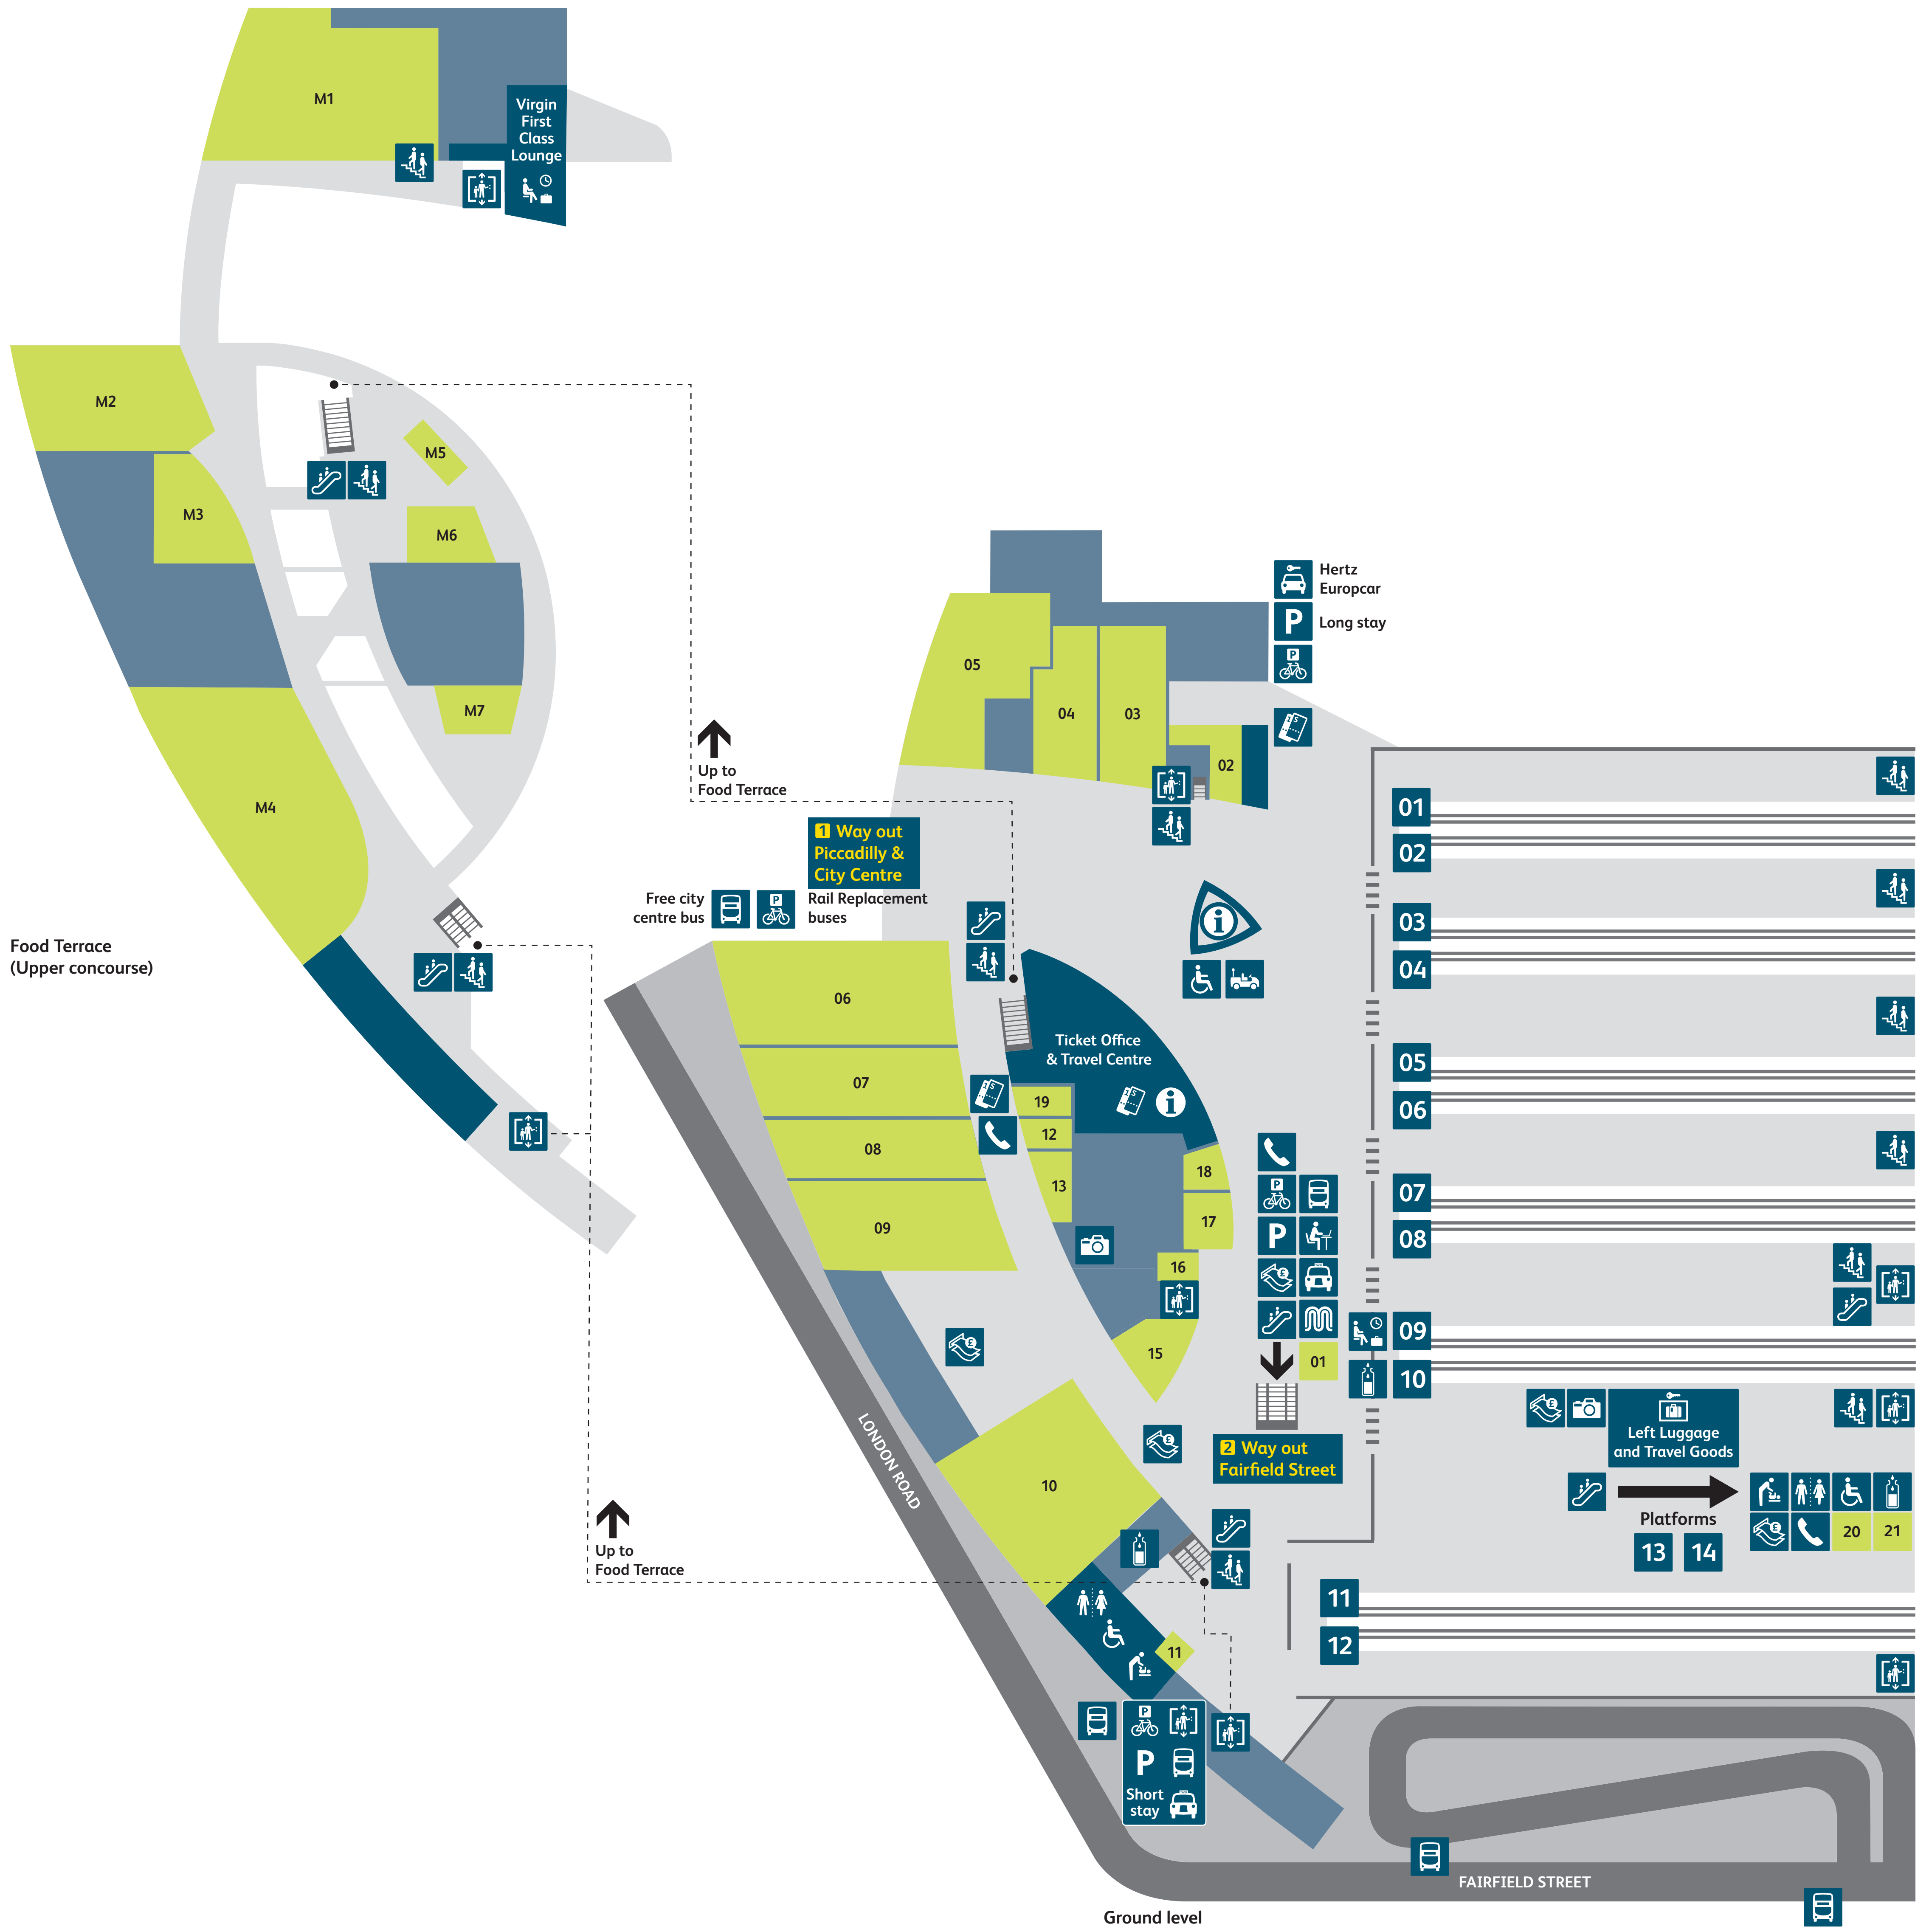 M1
Virgin
First
Class
Lounge
M2
M5
M3
M6
M7
M4
Food Terrace
(Upper concourse)
Up to
Food Terrace
Hertz
Europcar
P
Long stay
P
05
04
03
02
1 Way out
Piccadilly &
City Centre
Free city
centre bus
P
Rail Replacement
buses
i
06
07
08
09
Ticket Office
& Travel Centre
i
19
12
13
18
17
16
15
P
P
£
01
£
£
10
2 Way out
Fairfield Street
LONDON ROAD
Up to
Food Terrace
11
P
P
Short
stay
01
02
03
04
05
06
07
08
09
10
£
Left Luggage
and Travel Goods
Platforms
13 14
£
20
21
11
12
FAIRFIELD STREET
Ground level